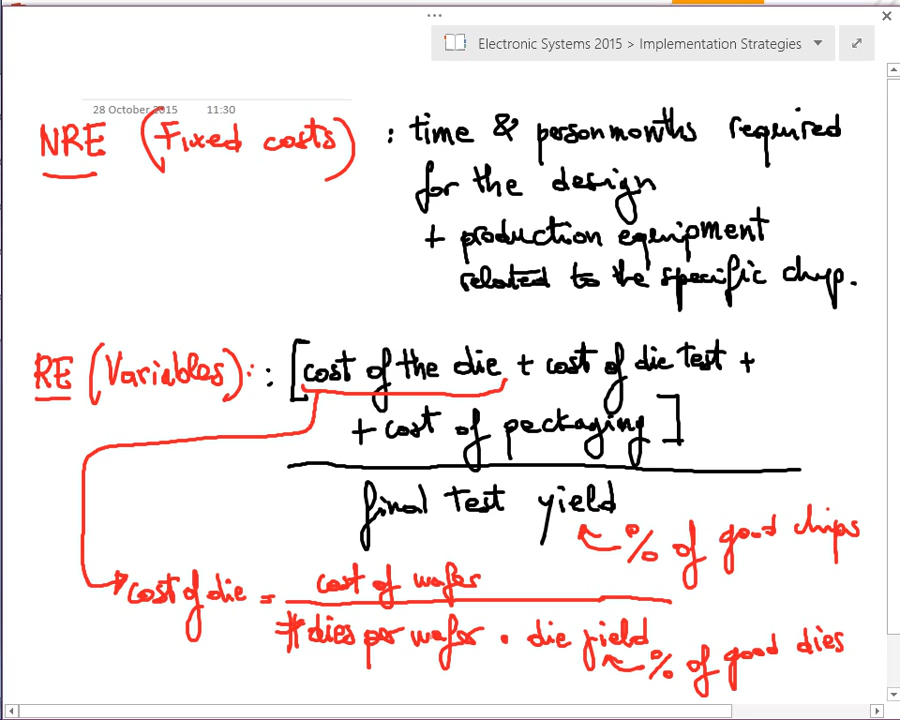 Electronic Systems 2015 > Implementation Strategies
28 October 2015 11:30
NRE (Fixed costs) : time & person months required
for the design
+ production equipment
related to the specific chip.
RE (Variables) : : [cost of the die + cost of die test +
+ cost of packaging]
final test yield
% of good chips
cost of die = cost of wafer
# dies per wafer • die yield
% of good dies